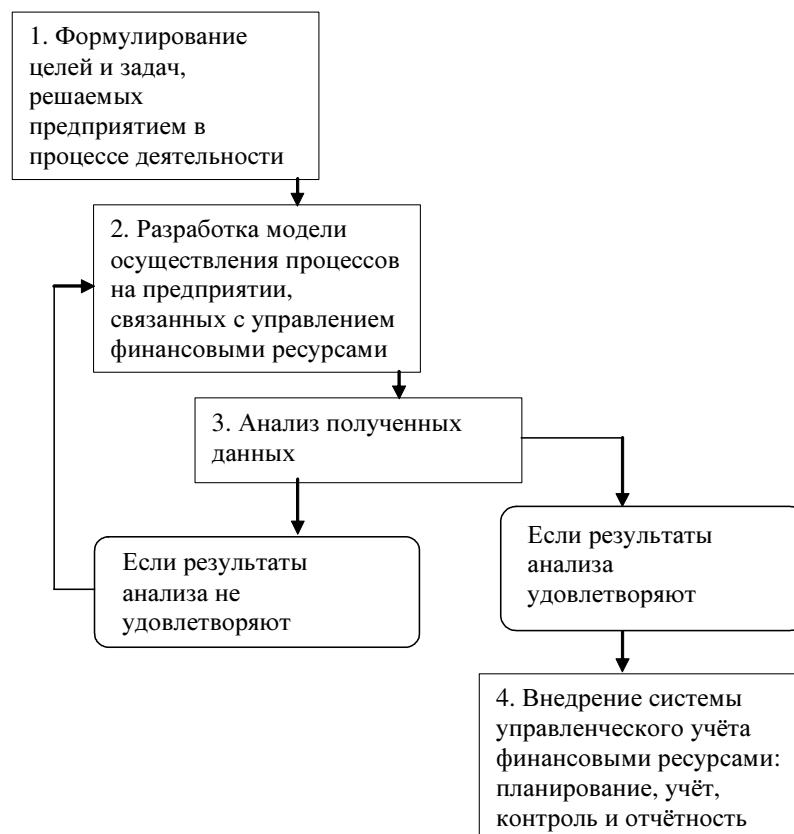 1. Формулирование
целей и задач,
решаемых
предприятием в
процессе деятельности
2. Разработка модели
осуществления процессов
на предприятии,
связанных с управлением
финансовыми ресурсами
3. Анализ полученных
данных
Если результаты
анализа не
удовлетворяют
Если результаты
анализа
удовлетворяют
4. Внедрение системы
управленческого учёта
финансовыми ресурсами:
планирование, учёт,
контроль и отчётность